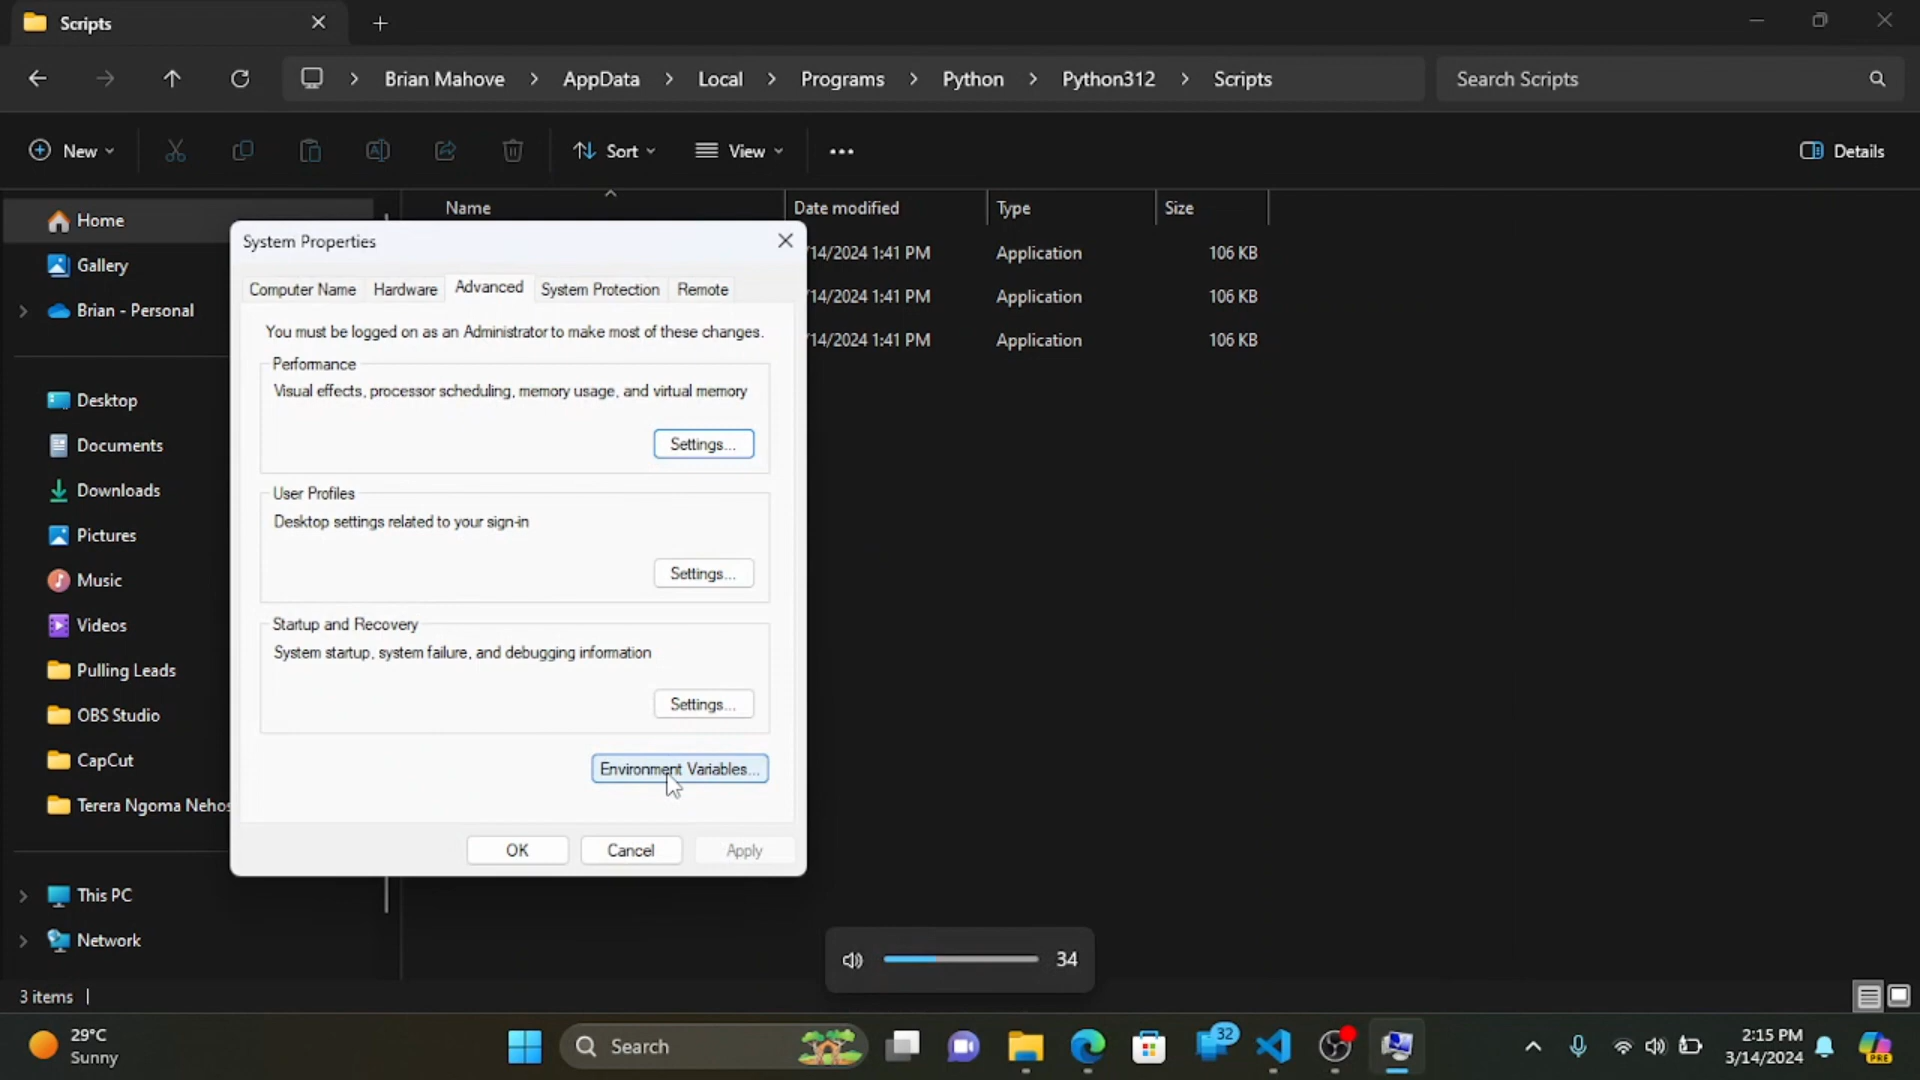 Scripts
Brian Mahove > AppData > Local > Programs > Python > Python312 > Scripts
Search Scripts
New
Sort
View
Details
Name
Date modified
Type
Size
Home
Gallery
Brian - Personal
Desktop
Documents
Downloads
Pictures
Music
Videos
Pulling Leads
OBS Studio
CapCut
Terera Ngoma Nehos
This PC
Network
/14/2024 1:41 PM Application 106 KB
/14/2024 1:41 PM Application 106 KB
/14/2024 1:41 PM Application 106 KB
System Properties
Computer Name Hardware Advanced System Protection Remote
You must be logged on as an Administrator to make most of these changes.
Performance
Visual effects, processor scheduling, memory usage, and virtual memory
Settings...
User Profiles
Desktop settings related to your sign-in
Settings...
Startup and Recovery
System startup, system failure, and debugging information
Settings...
Environment Variables...
OK Cancel Apply
34
3 items
29°C
Sunny
Search
32
2:15 PM
3/14/2024
PRE